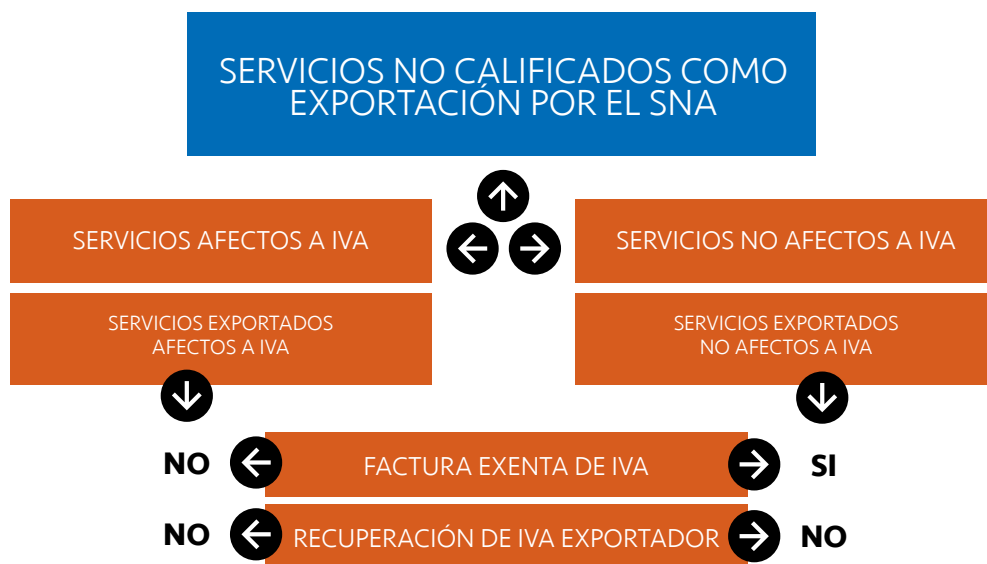 SERVICIOS NO CALIFICADOS COMO
EXPORTACIÓN POR EL SNA
SERVICIOS AFECTOS A IVA
SERVICIOS NO AFECTOS A IVA
SERVICIOS EXPORTADOS
AFECTOS A IVA
SERVICIOS EXPORTADOS
NO AFECTOS A IVA
NO
FACTURA EXENTA DE IVA
SI
NO
RECUPERACIÓN DE IVA EXPORTADOR
NO